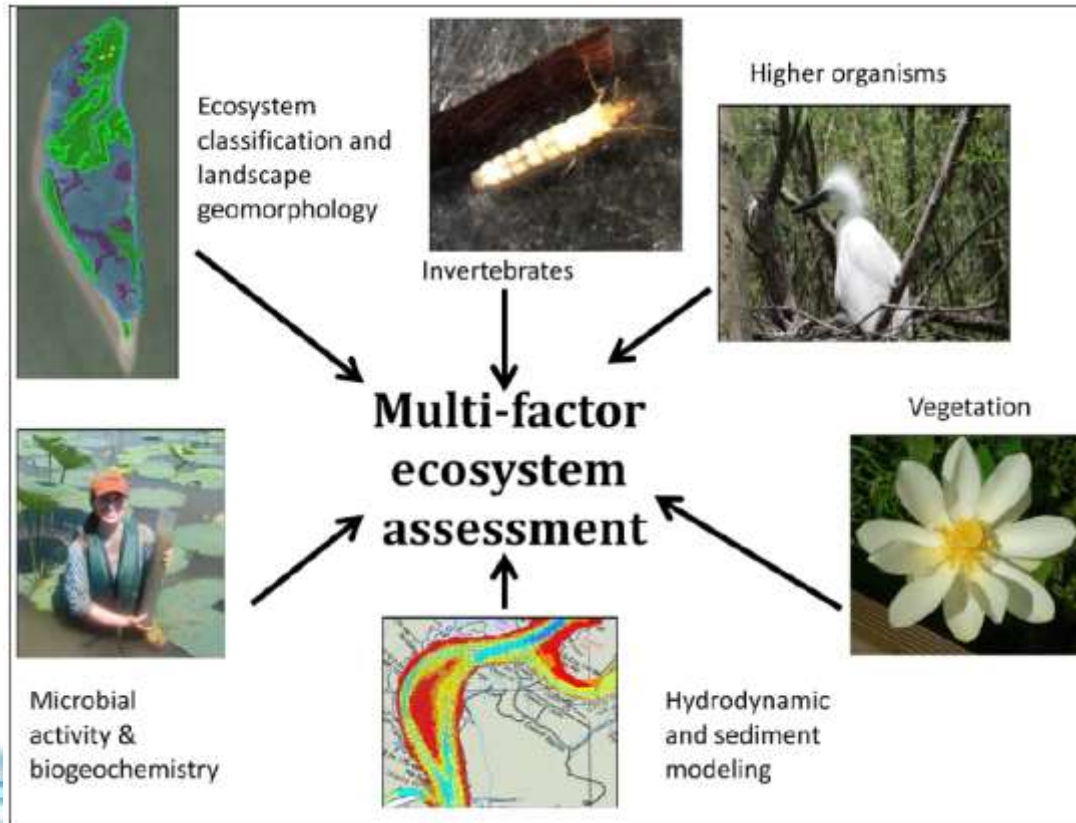 Ecosystem
classification and
landscape
geomorphology
Invertebrates
Higher organisms
Multi-factor
ecosystem
assessment
Vegetation
Microbial
activity &
biogeochemistry
Hydrodynamic
and sediment
modeling